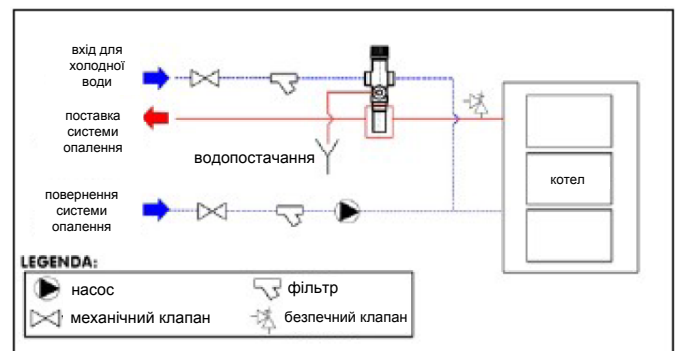 вхід для
холодної
води
поставка
системи
опалення
водопостачання
котел
повернення
системи
опалення
LEGENDA:
насос
фільтр
механічний клапан
безпечний клапан